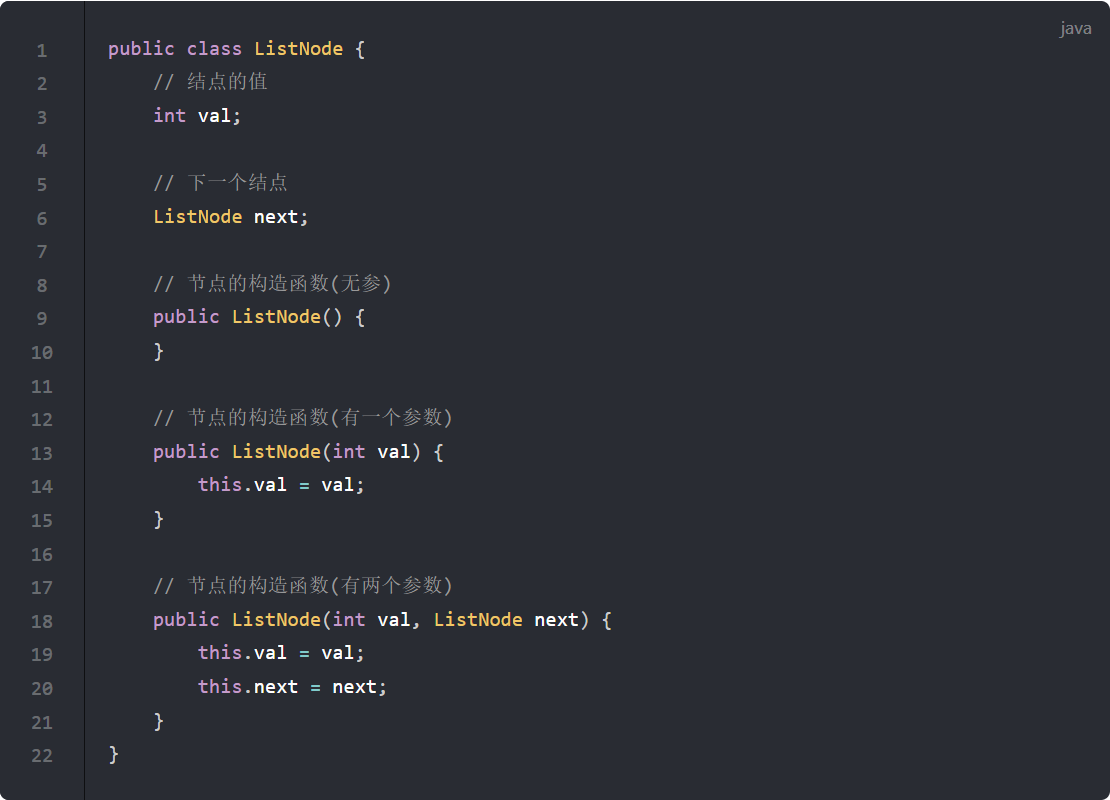 java
1 public class ListNode {
2     // 结点的值
3     int val;
4
5     // 下一个结点
6     ListNode next;
7
8     // 节点的构造函数(无参)
9     public ListNode() {
10     }
11
12     // 节点的构造函数(有一个参数)
13     public ListNode(int val) {
14         this.val = val;
15     }
16
17     // 节点的构造函数(有两个参数)
18     public ListNode(int val, ListNode next) {
19         this.val = val;
20         this.next = next;
21     }
22 }